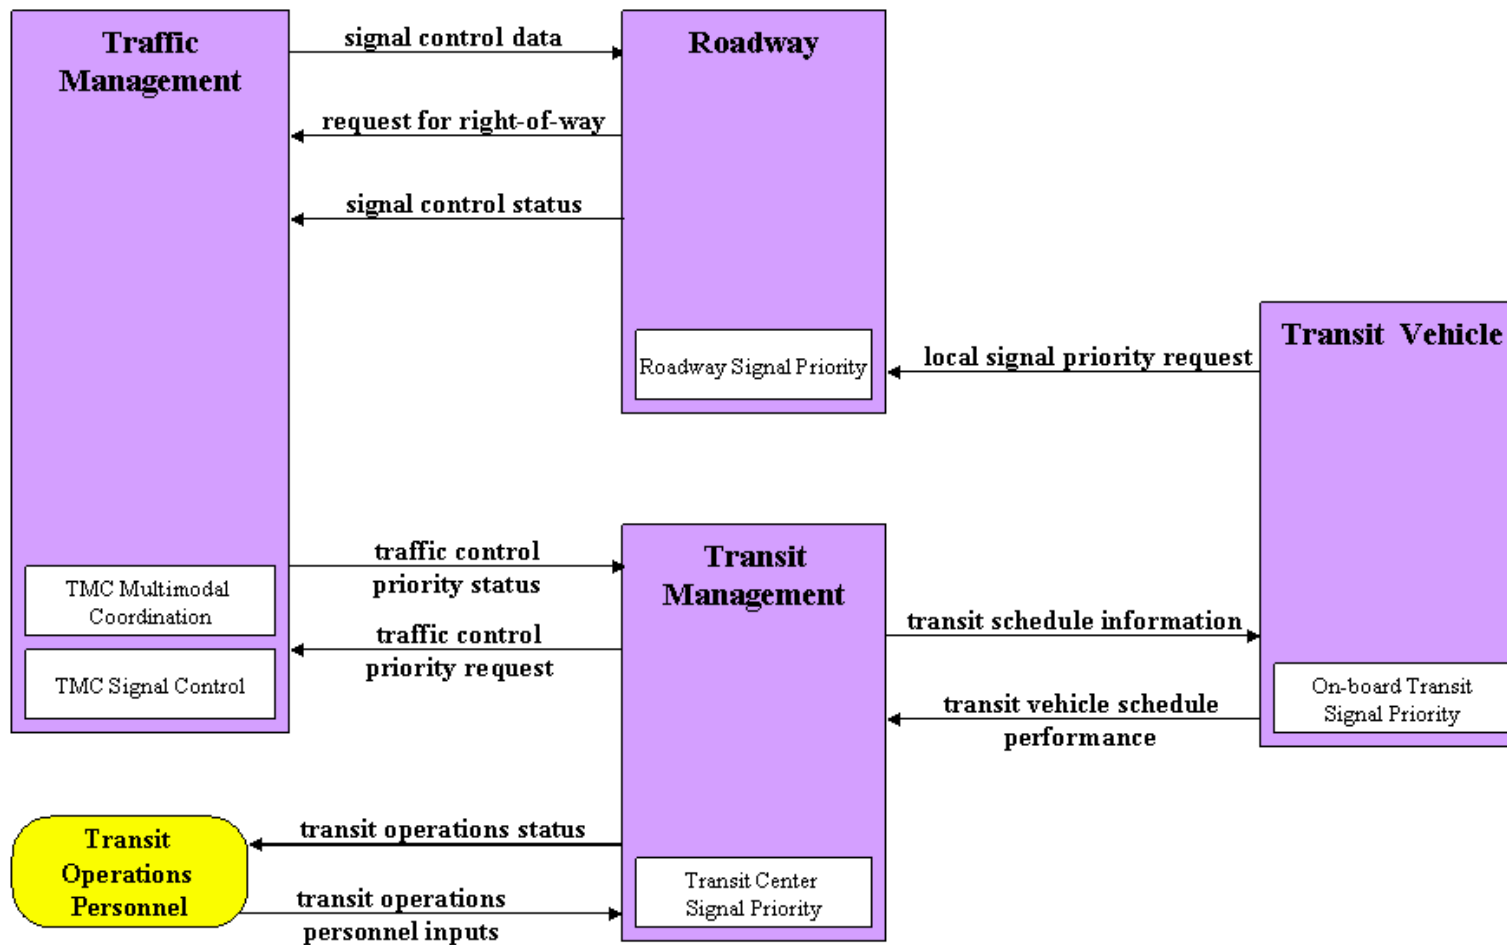 Traffic
Management
signal control data
Roadway
request for right-of-way
signal control status
Roadway Signal Priority
local signal priority request
Transit Vehicle
TMC Multimodal
Coordination
TMC Signal Control
traffic control
priority status
traffic control
priority request
Transit
Management
transit schedule information
transit vehicle schedule
performance
On-board Transit
Signal Priority
Transit
Operations
Personnel
transit operations status
transit operations
personnel inputs
Transit Center
Signal Priority